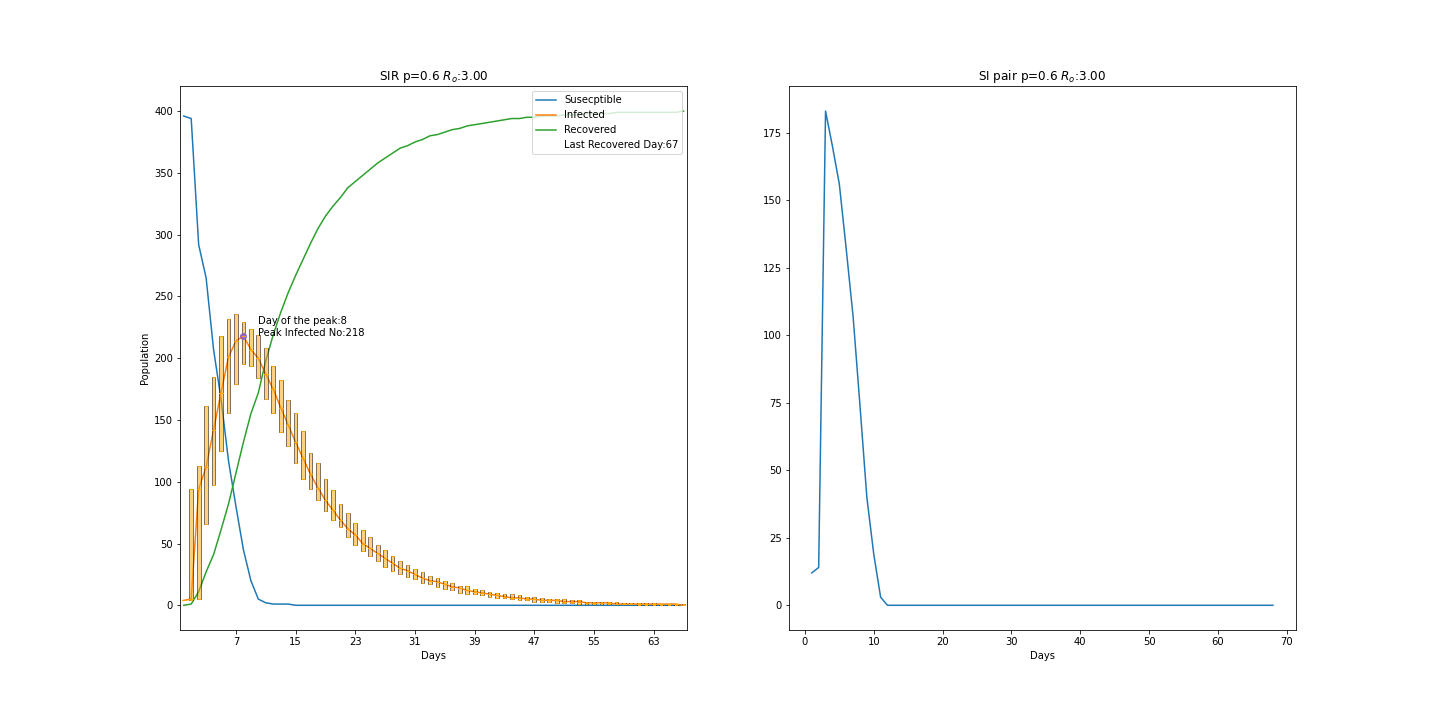 SIR p=0.6 Rₒ:3.00
Susecptible
Infected
Recovered
Last Recovered Day:67
Day of the peak:8
Peak Infected No:218
Population
400
350
300
250
200
150
100
50
0
7 15 23 31 39 47 55 63
Days
SI pair p=0.6 Rₒ:3.00
175
150
125
100
75
50
25
0
0 10 20 30 40 50 60 70
Days